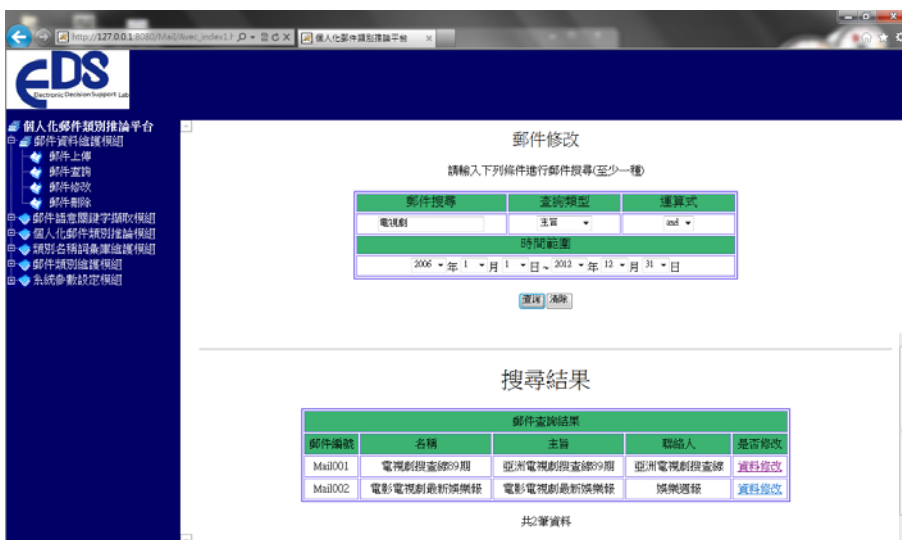 http://127.0.0.1:8080/Mail/Avec_index1.h
個人化郵件類別推論平台
EDS
Electronic Decision Support Lab
個人化郵件類別推論平台
郵件資料維護模組
郵件上傳
郵件查詢
郵件修改
郵件刪除
郵件語意關鍵字擷取模組
個人化郵件類別推論模組
類別名稱詞彙庫維護模組
郵件類別維護模組
系統參數設定模組
郵件修改
請輸入下列條件進行郵件搜尋(至少一種)
郵件搜尋 查詢類型 運算式
電視劇 主旨 and
時間範圍
2006 年 1 月 1 日 ~ 2012 年 12 月 31 日
查詢 清除
搜尋結果
郵件查詢結果
郵件編號 名稱 主旨 聯絡人 是否修改
Mail001 電視劇搜查線89期 亞洲電視劇搜查線89期 亞洲電視劇搜查線 資料修改
Mail002 電影電視劇最新娛樂報 電影電視劇最新娛樂報 娛樂週報 資料修改
共2筆資料